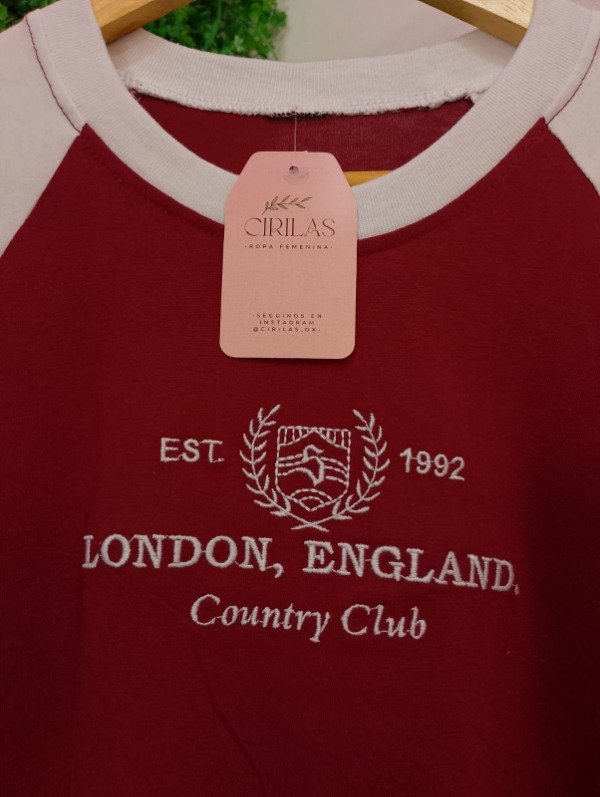 CIRILAS
·ROPA FEMENINA·
·SEGUINOS EN
INSTAGRAM
@CIRILAS.OK·
EST. 1992
LONDON, ENGLAND.
Country Club